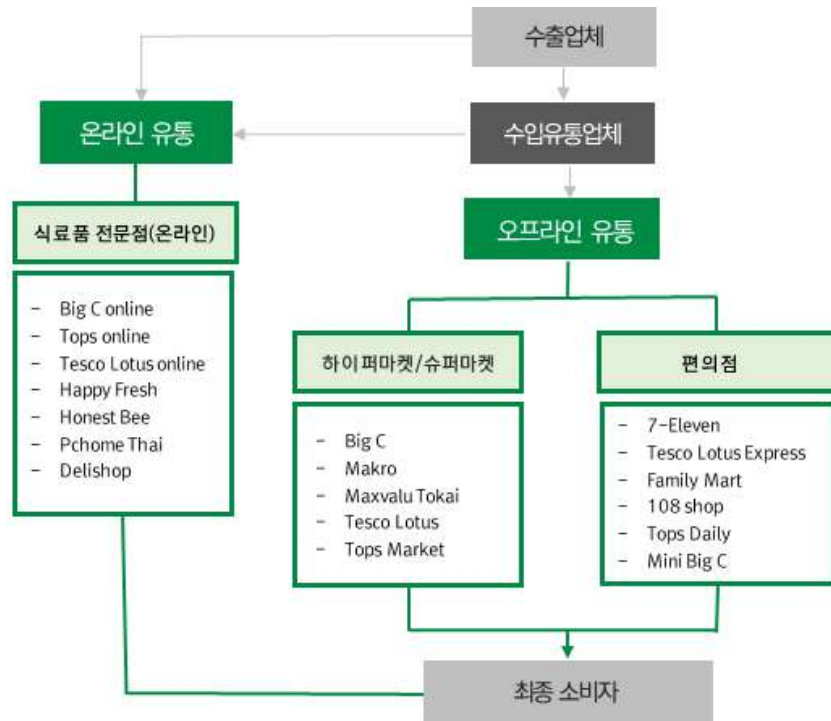 수출업체
온라인 유통
수입유통업체
식료품 전문점(온라인)
오프라인 유통
- Big C online
- Tops online
- Tesco Lotus online
- Happy Fresh
- Honest Bee
- Pchome Thai
- Delishop
하이퍼마켓/슈퍼마켓
편의점
- Big C
- Makro
- Maxvalu Tokai
- Tesco Lotus
- Tops Market
- 7-Eleven
- Tesco Lotus Express
- Family Mart
- 108 shop
- Tops Daily
- Mini Big C
최종 소비자